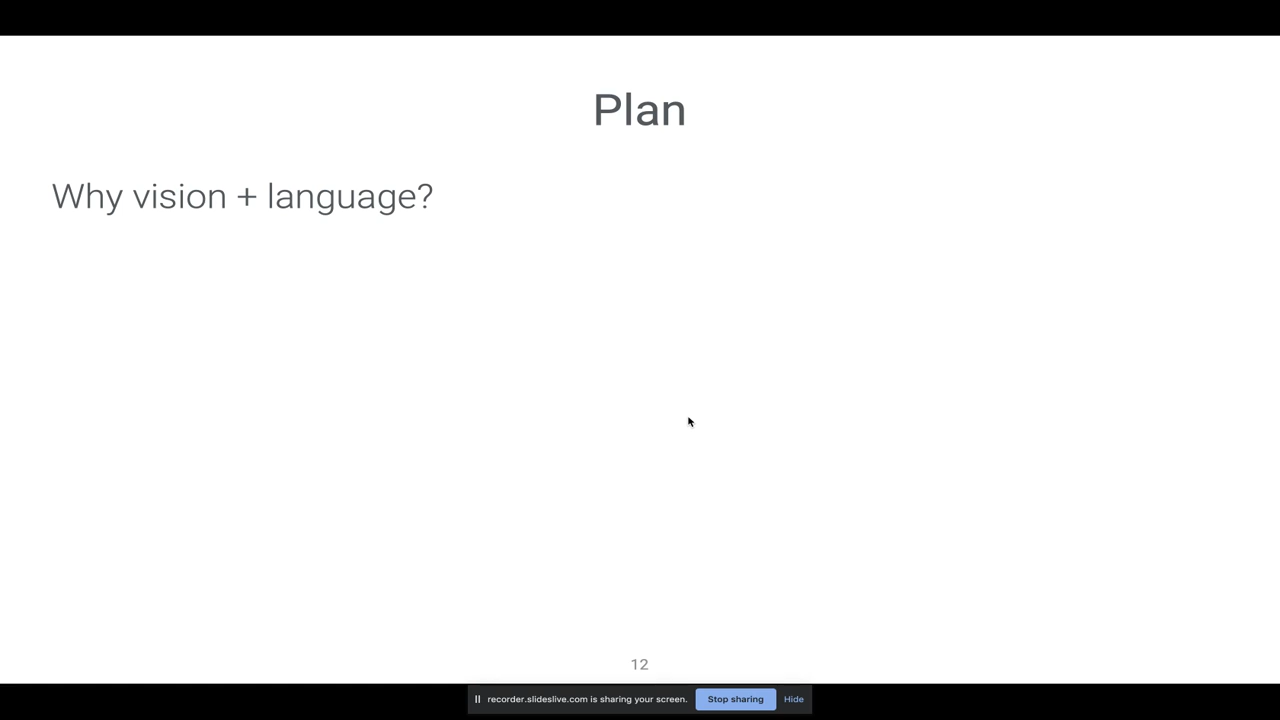 Plan
Why vision + language?
12
recorder.slideslive.com is sharing your screen. Stop sharing Hide